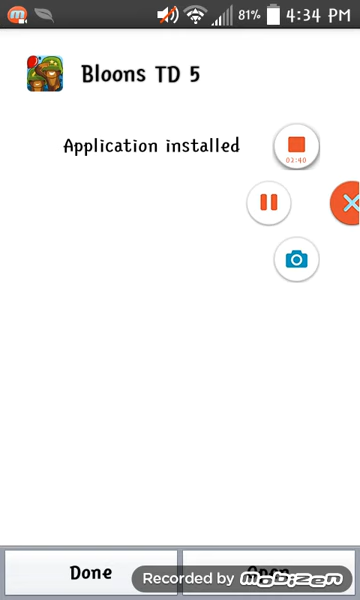 81% 4:34 PM
Bloons TD 5
Application installed
03:40
Done
Recorded by mobizen